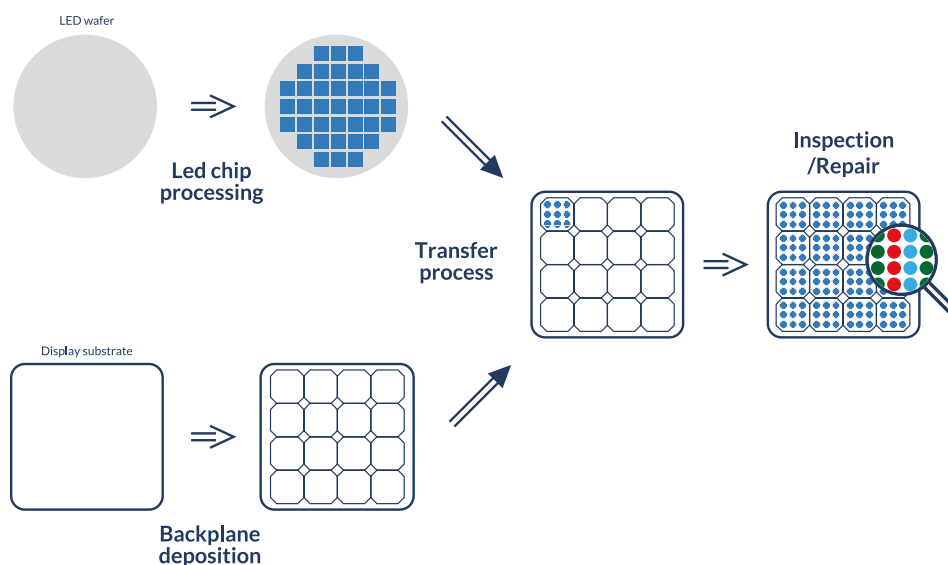 LED wafer
Led chip
processing
Inspection
/Repair
Transfer
process
Display substrate
Backplane
deposition